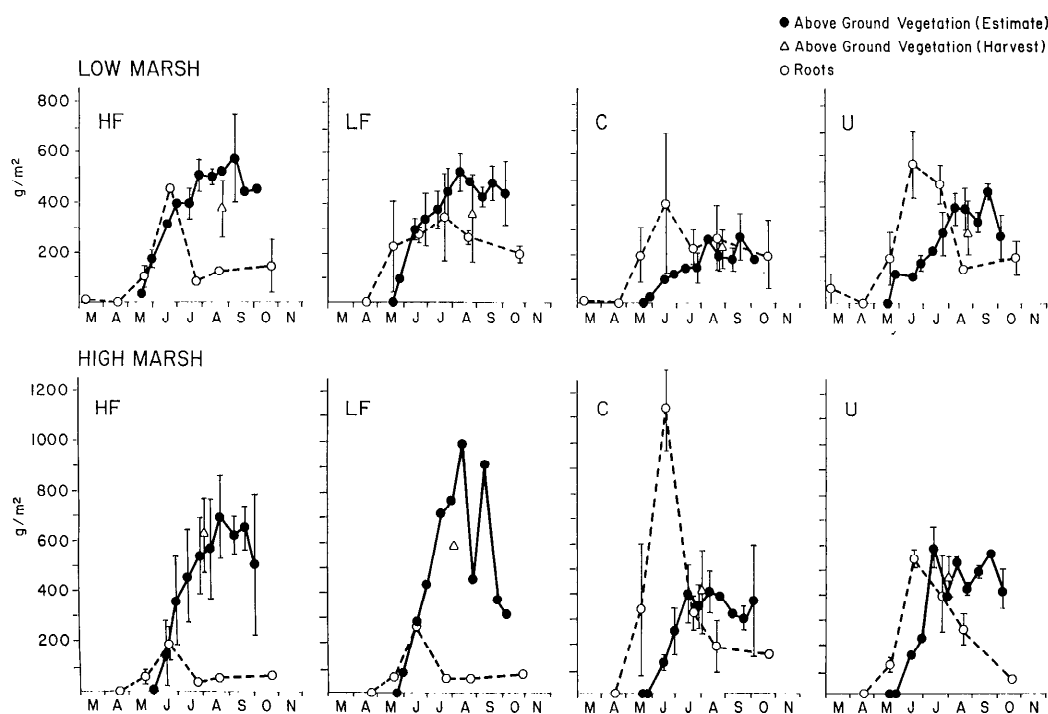 ● Above Ground Vegetation (Estimate)
△ Above Ground Vegetation (Harvest)
○ Roots
LOW MARSH
HF
LF
C
U
800
600
400
200
g/m²
M A M J J A S O N
M A M J J A S O N
M A M J J A S O N
M A M J J A S O N
HIGH MARSH
HF
LF
C
U
1200
1000
800
600
400
200
g/m²
M A M J J A S O N
M A M J J A S O N
M A M J J A S O N
M A M J J A S O N